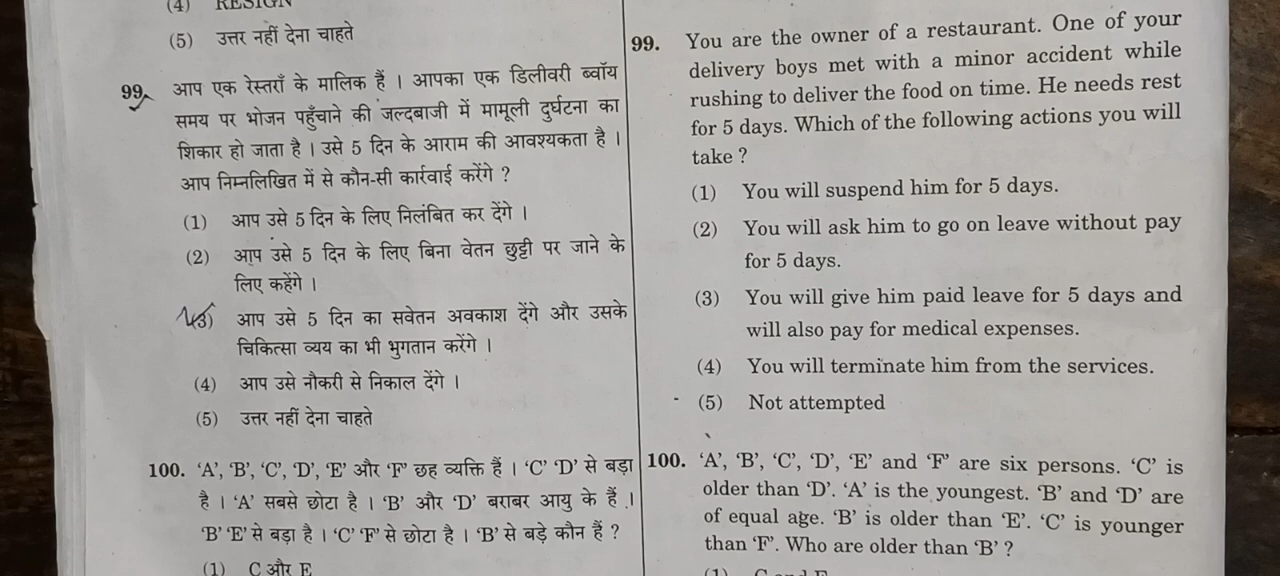 (4) RESIGN
(5) उत्तर नहीं देना चाहते
99. आप एक रेस्तराँ के मालिक हैं । आपका एक डिलीवरी ब्वॉय
समय पर भोजन पहुँचाने की जल्दबाजी में मामूली दुर्घटना का
शिकार हो जाता है । उसे 5 दिन के आराम की आवश्यकता है ।
आप निम्नलिखित में से कौन-सी कार्रवाई करेंगे ?
(1) आप उसे 5 दिन के लिए निलंबित कर देंगे ।
(2) आप उसे 5 दिन के लिए बिना वेतन छुट्टी पर जाने के
लिए कहेंगे ।
(3) आप उसे 5 दिन का सवेतन अवकाश देंगे और उसके
चिकित्सा व्यय का भी भुगतान करेंगे ।
(4) आप उसे नौकरी से निकाल देंगे ।
(5) उत्तर नहीं देना चाहते
100. ‘A’, ‘B’, ‘C’, ‘D’, ‘E’ और ‘F’ छह व्यक्ति हैं । ‘C’ ‘D’ से बड़ा
है । ‘A’ सबसे छोटा है । ‘B’ और ‘D’ बराबर आयु के हैं ।
‘B’ ‘E’ से बड़ा है । ‘C’ ‘F’ से छोटा है । ‘B’ से बड़े कौन हैं ?
(1) C और E
99. You are the owner of a restaurant. One of your
delivery boys met with a minor accident while
rushing to deliver the food on time. He needs rest
for 5 days. Which of the following actions you will
take ?
(1) You will suspend him for 5 days.
(2) You will ask him to go on leave without pay
for 5 days.
(3) You will give him paid leave for 5 days and
will also pay for medical expenses.
(4) You will terminate him from the services.
(5) Not attempted
100. ‘A’, ‘B’, ‘C’, ‘D’, ‘E’ and ‘F’ are six persons. ‘C’ is
older than ‘D’. ‘A’ is the youngest. ‘B’ and ‘D’ are
of equal age. ‘B’ is older than ‘E’. ‘C’ is younger
than ‘F’. Who are older than ‘B’ ?
(1) C and